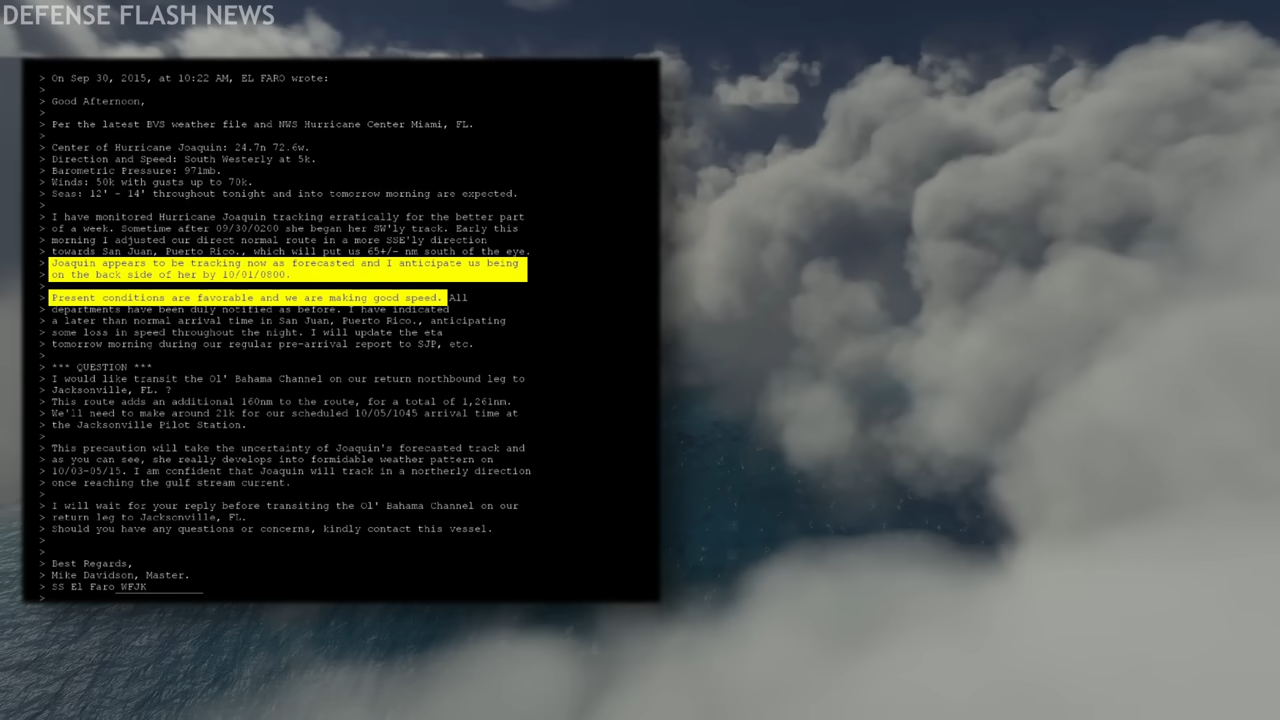 DEFENSE FLASH NEWS
> On Sep 30, 2015, at 10:22 AM, EL FARO wrote:
>
> Good Afternoon,
>
> Per the latest BVS weather file and NWS Hurricane Center Miami, FL.
>
> Center of Hurricane Joaquin: 24.7n 72.6w.
> Direction and Speed: South Westerly at 5k.
> Barometric Pressure: 971mb.
> Winds: 50k with gusts up to 70k.
> Seas: 12' - 14' throughout tonight and into tomorrow morning are expected.
>
> I have monitored Hurricane Joaquin tracking erratically for the better part
> of a week. Sometime after 09/30/0200 she began her SW'ly track. Early this
> morning I adjusted our direct normal route in a more SSE'ly direction
> towards San Juan, Puerto Rico., which will put us 65+/- nm south of the eye.
> Joaquin appears to be tracking now as forecasted and I anticipate us being
> on the back side of her by 10/01/0800.
>
> Present conditions are favorable and we are making good speed. All
> departments have been duly notified as before. I have indicated
> a later than normal arrival time in San Juan, Puerto Rico., anticipating
> some loss in speed throughout the night. I will update the eta
> tomorrow morning during our regular pre-arrival report to SJP, etc.
>
> *** QUESTION ***
> I would like transit the Ol' Bahama Channel on our return northbound leg to
> Jacksonville, FL. ?
> This route adds an additional 160nm to the route, for a total of 1,261nm.
> We'll need to make around 21k for our scheduled 10/05/1045 arrival time at
> the Jacksonville Pilot Station.
>
> This precaution will take the uncertainty of Joaquin's forecasted track and
> as you can see, she really develops into formidable weather pattern on
> 10/03-05/15. I am confident that Joaquin will track in a northerly direction
> once reaching the gulf stream current.
>
> I will wait for your reply before transiting the Ol' Bahama Channel on our
> return leg to Jacksonville, FL.
> Should you have any questions or concerns, kindly contact this vessel.
>
>
> Best Regards,
> Mike Davidson, Master.
> SS El Faro WFJK
>